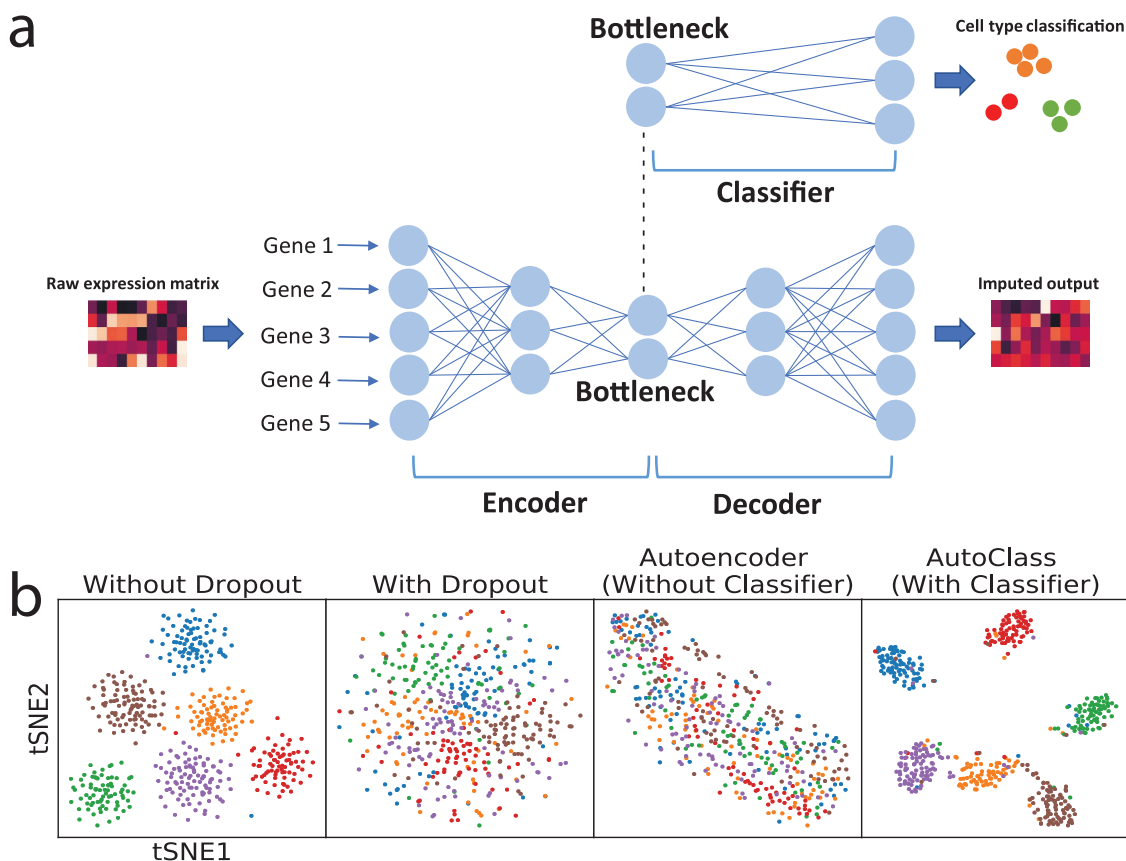 a
Bottleneck
Cell type classification
Classifier
Gene 1
Raw expression matrix
Gene 2
Imputed output
Gene 3
Gene 4
Bottleneck
Gene 5
Encoder
Decoder
b
Without Dropout
With Dropout
Autoencoder
(Without Classifier)
AutoClass
(With Classifier)
tSNE2
tSNE1